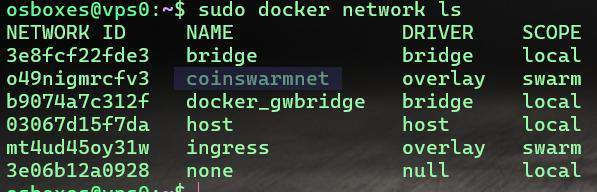 osboxes@vps0:~$ sudo docker network ls
NETWORK ID     NAME              DRIVER    SCOPE
3e8fcf22fde3   bridge            bridge    local
o49nigmrcfv3   coinswarmnet      overlay   swarm
b9074a7c312f   docker_gwbridge   bridge    local
03067d15f7da   host              host      local
mt4ud45oy31w   ingress           overlay   swarm
3e06b12a0928   none              null      local
osboxes@vps0:~$